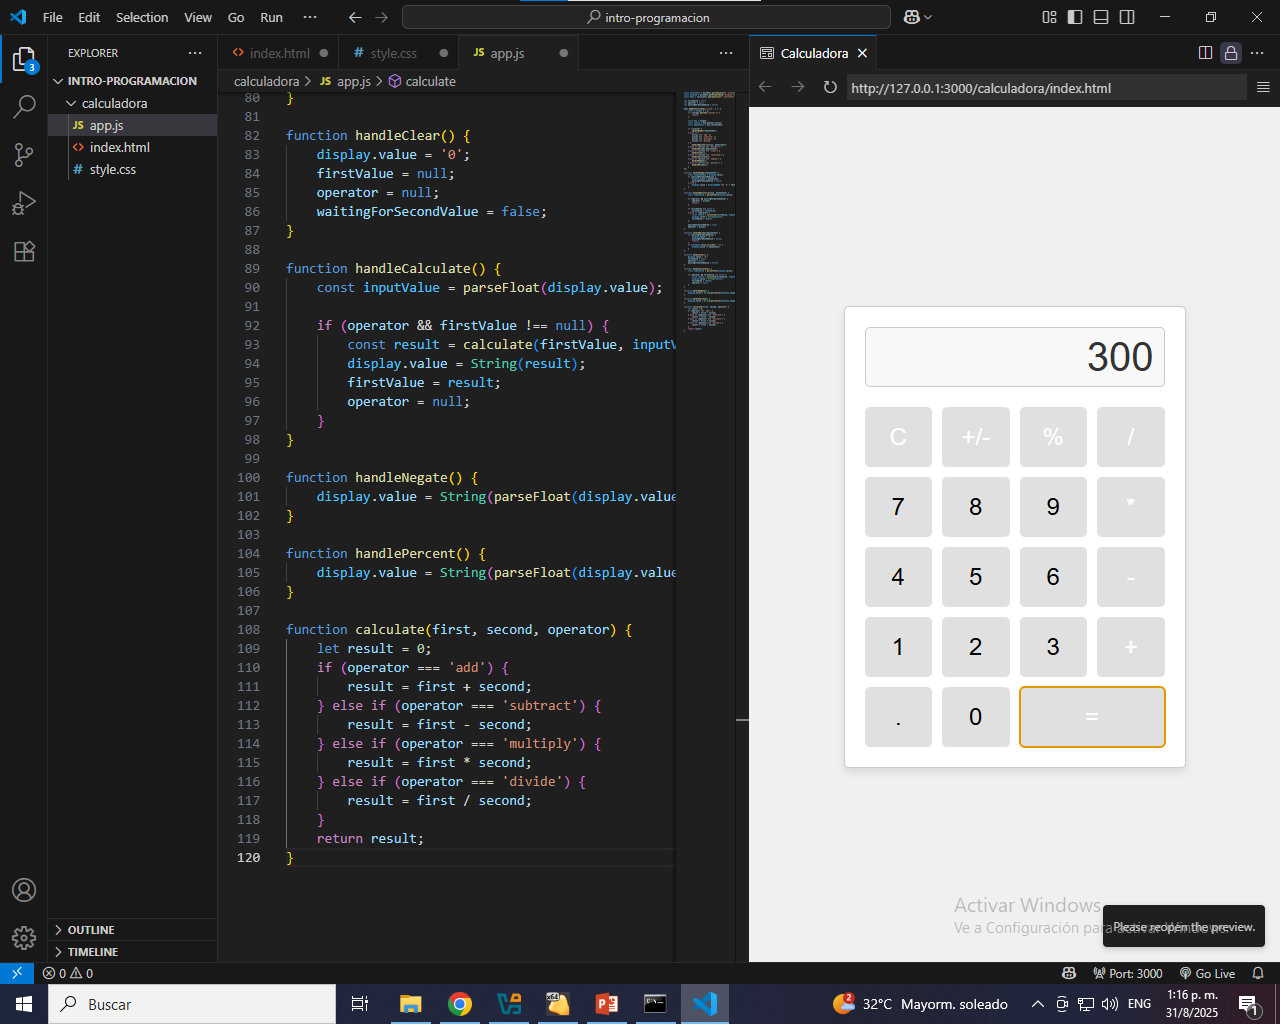 File Edit Selection View Go Run ··· intro-programacion
EXPLORER ···
INTRO-PROGRAMACION
calculadora
JS app.js
<> index.html
# style.css
OUTLINE
TIMELINE
3
<> index.html
# style.css
JS app.js
···
calculadora > JS app.js > calculate
80 }
81
82 function handleClear() {
83 display.value = '0';
84 firstValue = null;
85 operator = null;
86 waitingForSecondValue = false;
87 }
88
89 function handleCalculate() {
90 const inputValue = parseFloat(display.value);
91
92 if (operator && firstValue !== null) {
93 const result = calculate(firstValue, inputV
94 display.value = String(result);
95 firstValue = result;
96 operator = null;
97 }
98 }
99
100 function handleNegate() {
101 display.value = String(parseFloat(display.value
102 }
103
104 function handlePercent() {
105 display.value = String(parseFloat(display.value
106 }
107
108 function calculate(first, second, operator) {
109 let result = 0;
110 if (operator === 'add') {
111 result = first + second;
112 } else if (operator === 'subtract') {
113 result = first - second;
114 } else if (operator === 'multiply') {
115 result = first * second;
116 } else if (operator === 'divide') {
117 result = first / second;
118 }
119 return result;
120 }
Calculadora
···
http://127.0.0.1:3000/calculadora/index.html
300
C +/- % /
7 8 9 *
4 5 6 -
1 2 3 +
. 0 =
Activar Windows
Ve a Configuración para activar Windows.
Please reopen the preview.
0 0 Port: 3000 Go Live
Buscar
x64
2
32°C Mayorm. soleado
ENG
1:16 p. m.
31/8/2025
1